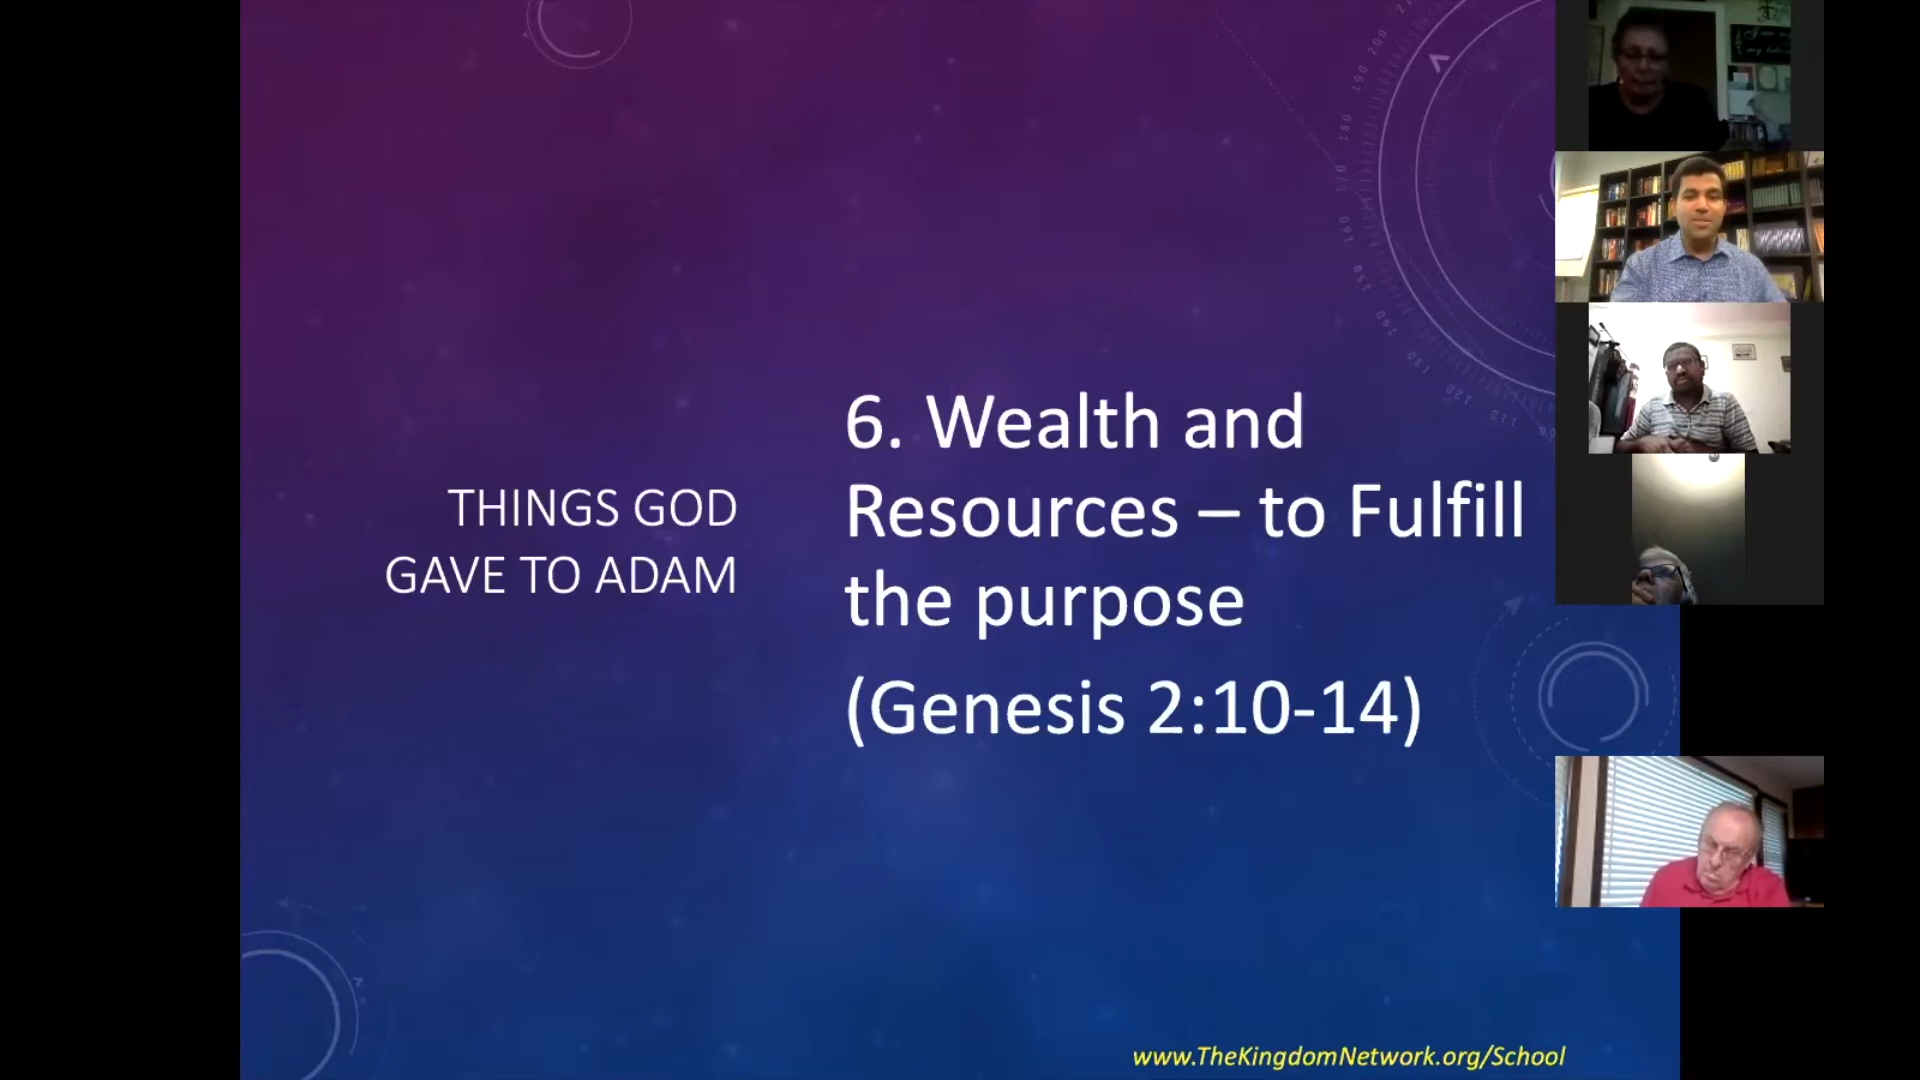 THINGS GOD
GAVE TO ADAM
6. Wealth and
Resources – to Fulfill
the purpose
(Genesis 2:10-14)
www.TheKingdomNetwork.org/School